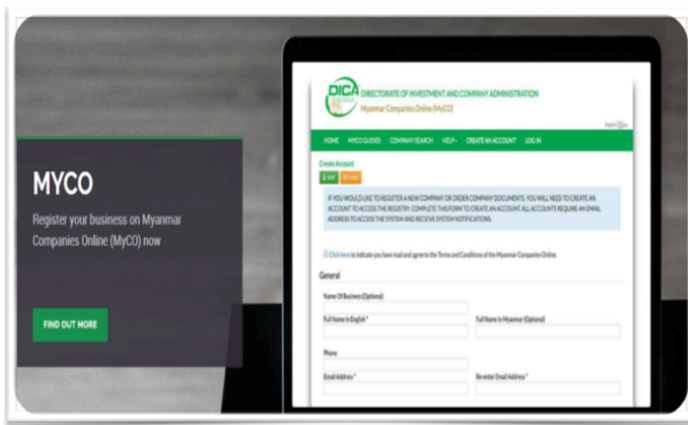 MYCO
Register your business on Myanmar
Companies Online (MyCO) now
FIND OUT MORE
DICA
DIRECTORATE OF INVESTMENT AND COMPANY ADMINISTRATION
Myanmar Companies Online (MyCO)
HOME MYCO GUIDES COMPANY SEARCH HELP CREATE AN ACCOUNT LOG IN
Create Account
IF YOU WOULD LIKE TO REGISTER A NEW COMPANY OR ORDER COMPANY DOCUMENTS, YOU WILL NEED TO CREATE AN
ACCOUNT TO ACCESS THE REGISTRY. COMPLETE THIS FORM TO CREATE AN ACCOUNT. ALL ACCOUNTS REQUIRE AN EMAIL
ADDRESS TO ACCESS THE SYSTEM AND RECEIVE SYSTEM NOTIFICATIONS.
Click here to indicate you have read and agree to the Terms and Conditions of the Myanmar Companies Online.
General
Name Of Business (Optional)
Full Name in English * Full Name in Myanmar (Optional)
Phone
Email Address * Re-enter Email Address *